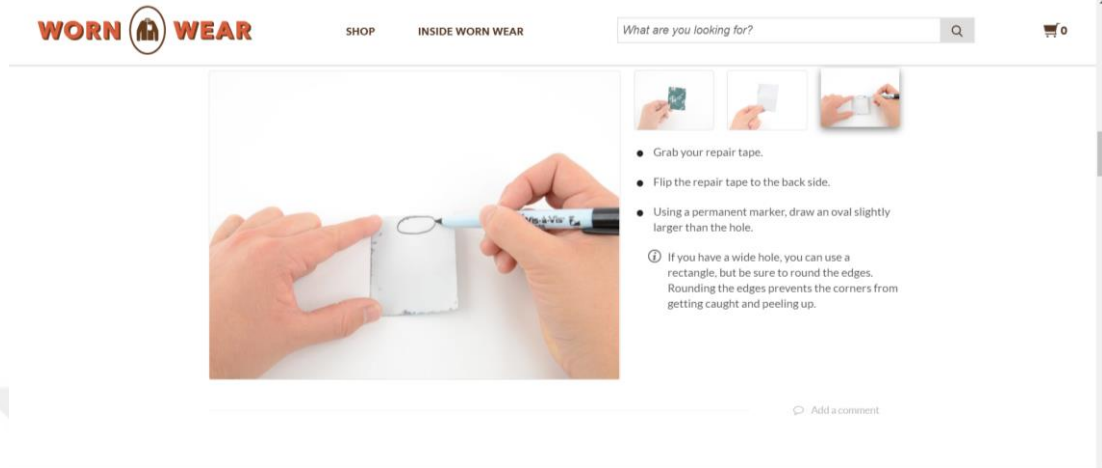 WORN WEAR
SHOP
INSIDE WORN WEAR
What are you looking for?
0
Grab your repair tape.
Flip the repair tape to the back side.
Using a permanent marker, draw an oval slightly
larger than the hole.
If you have a wide hole, you can use a
rectangle, but be sure to round the edges.
Rounding the edges prevents the corners from
getting caught and peeling up.
Add a comment